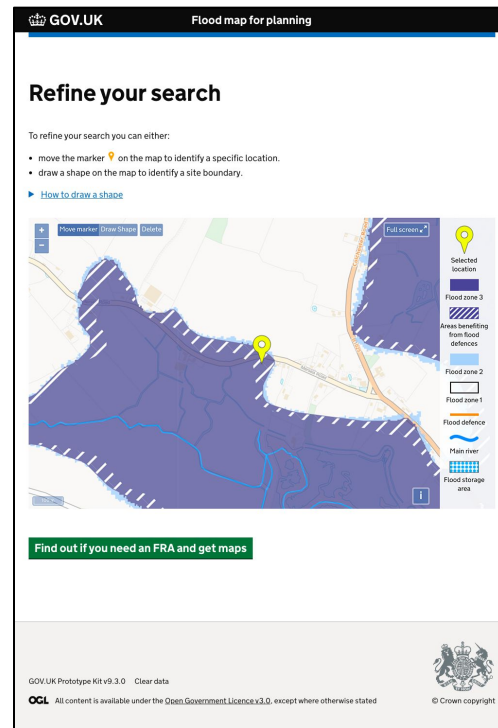 GOV.UK
Flood map for planning
Refine your search
To refine your search you can either:
• move the marker on the map to identify a specific location.
• draw a shape on the map to identify a site boundary.
How to draw a shape
+
−
Move marker Draw Shape Delete
Full screen
i
Selected
location
Flood zone 3
Areas benefiting
from flood
defences
Flood zone 2
Flood zone 1
Flood defence
Main river
Flood storage
area
Find out if you need an FRA and get maps
GOV.UK Prototype Kit v9.3.0 Clear data
OGL All content is available under the Open Government Licence v3.0, except where otherwise stated
© Crown copyright